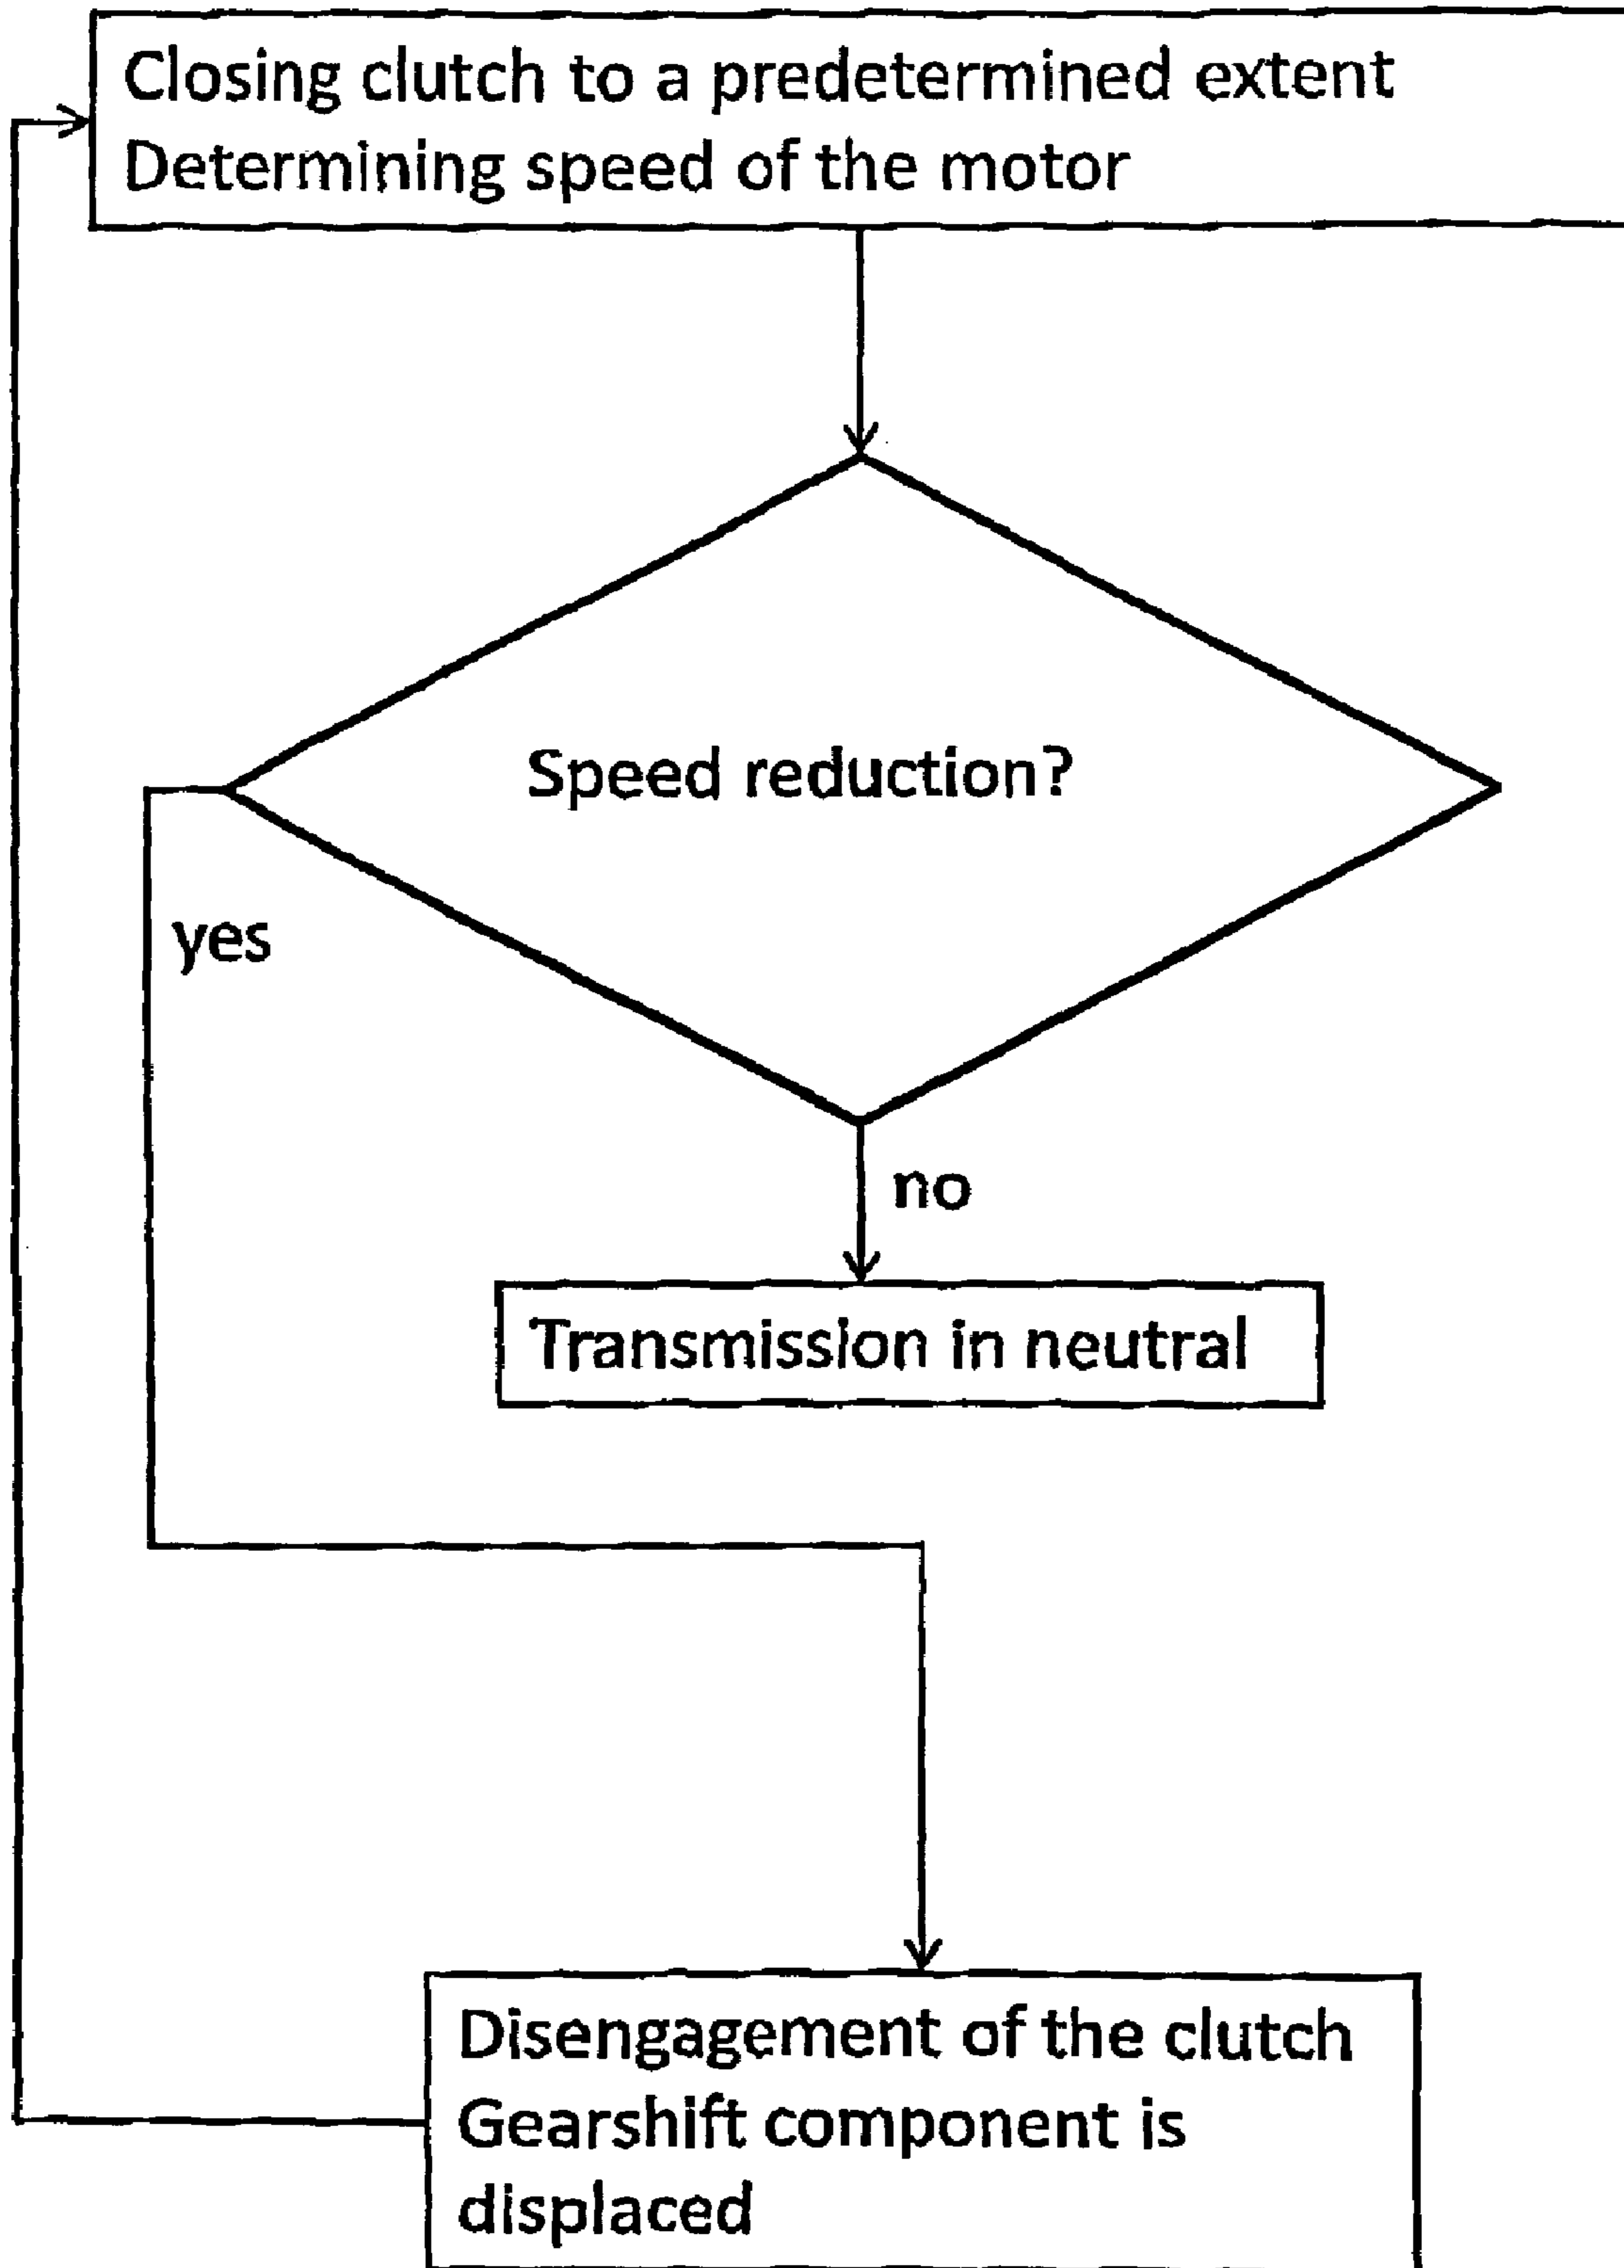 Closing clutch to a predetermined extent
Determining speed of the motor
Speed reduction?
yes
no
Transmission in neutral
Disengagement of the clutch
Gearshift component is
displaced